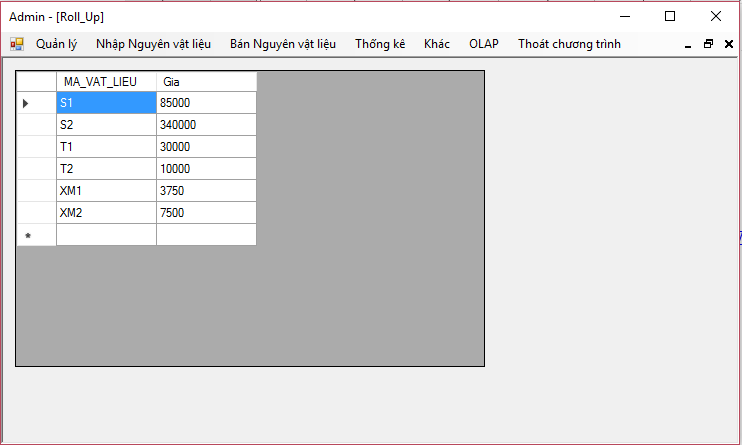 Admin - [Roll_Up]
Quản lý Nhập Nguyên vật liệu Bán Nguyên vật liệu Thống kê Khác OLAP Thoát chương trình
MA_VAT_LIEU Gia
S1 85000
S2 340000
T1 30000
T2 10000
XM1 3750
XM2 7500